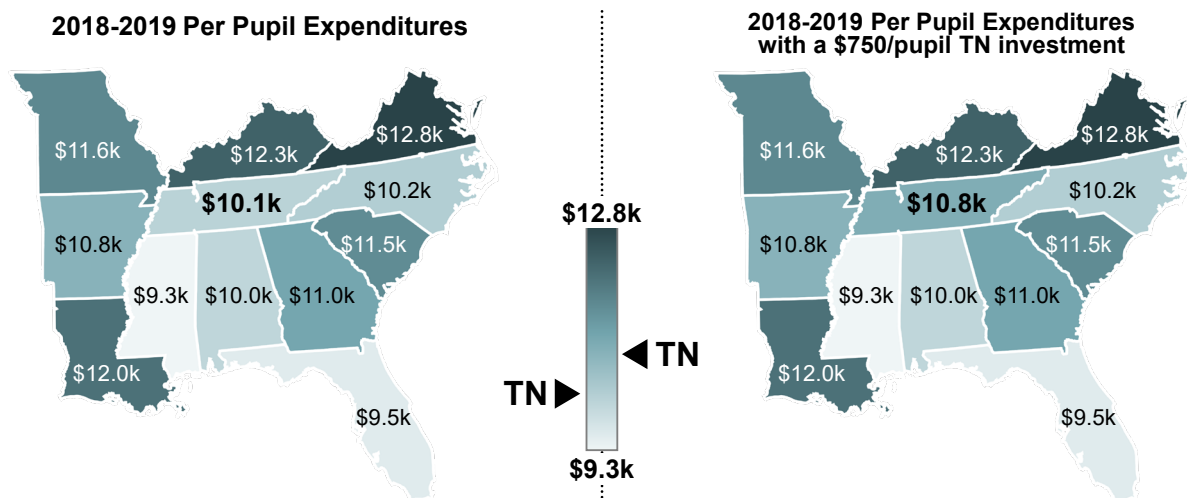 2018-2019 Per Pupil Expenditures
$11.6k
$12.3k
$12.8k
$10.1k
$10.2k
$10.8k
$11.5k
$9.3k
$10.0k
$11.0k
$12.0k
$9.5k
$12.8k
TN
TN
$9.3k
2018-2019 Per Pupil Expenditures
with a $750/pupil TN investment
$11.6k
$12.3k
$12.8k
$10.8k
$10.2k
$10.8k
$11.5k
$9.3k
$10.0k
$11.0k
$12.0k
$9.5k